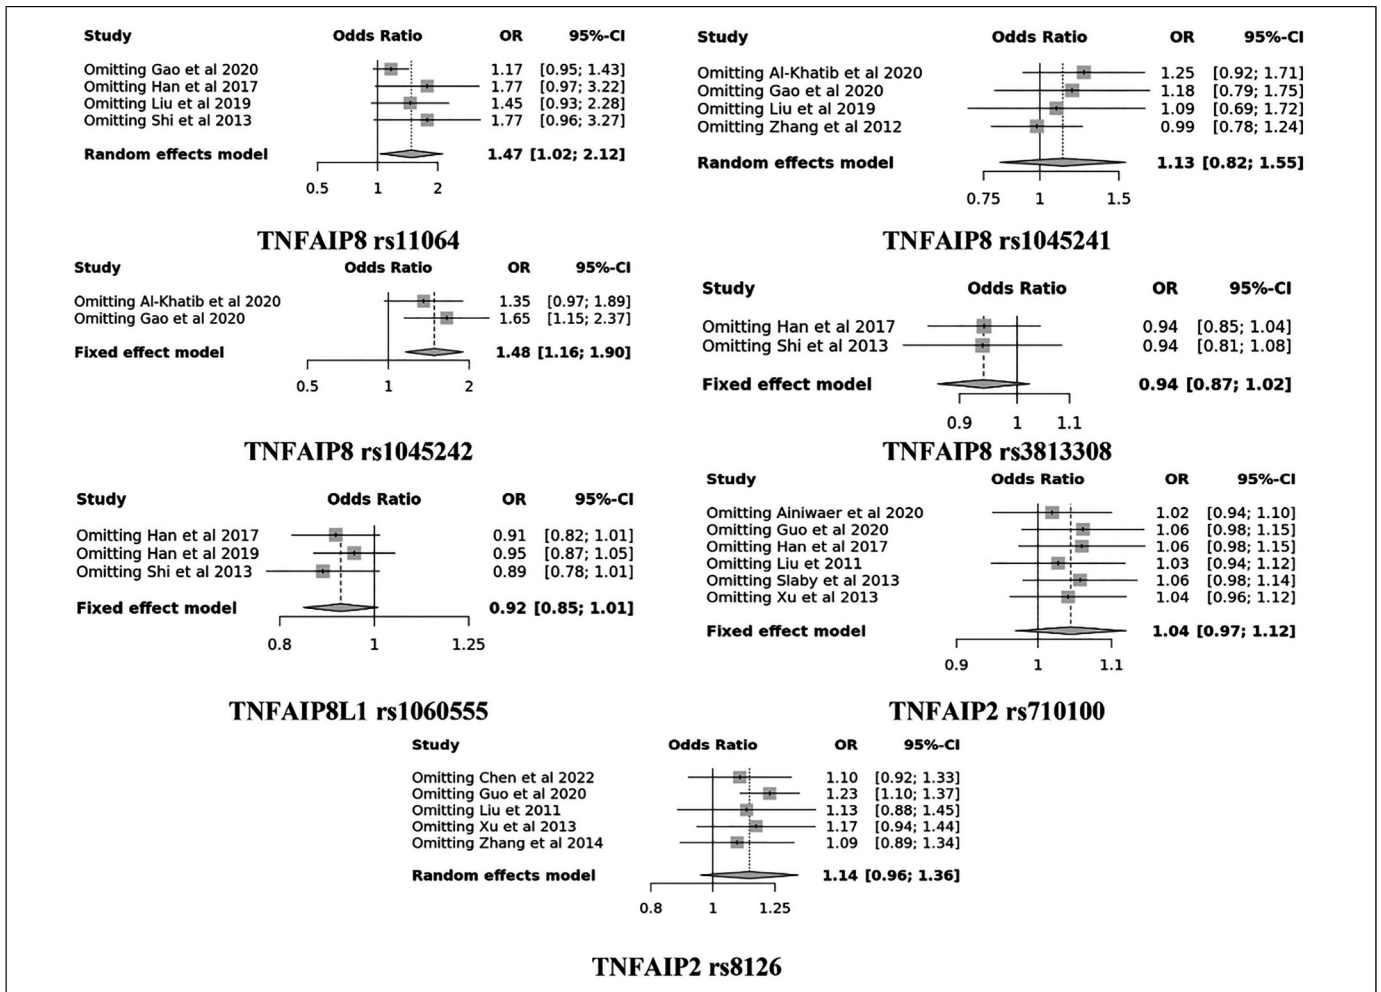 Study Odds Ratio OR 95%-CI
Omitting Gao et al 2020 1.17 [0.95; 1.43]
Omitting Han et al 2017 1.77 [0.97; 3.22]
Omitting Liu et al 2019 1.45 [0.93; 2.28]
Omitting Shi et al 2013 1.77 [0.96; 3.27]
Random effects model 1.47 [1.02; 2.12]
0.5 1 2
TNFAIP8 rs11064
Study Odds Ratio OR 95%-CI
Omitting Al-Khatib et al 2020 1.25 [0.92; 1.71]
Omitting Gao et al 2020 1.18 [0.79; 1.75]
Omitting Liu et al 2019 1.09 [0.69; 1.72]
Omitting Zhang et al 2012 0.99 [0.78; 1.24]
Random effects model 1.13 [0.82; 1.55]
0.75 1 1.5
TNFAIP8 rs1045241
Study Odds Ratio OR 95%-CI
Omitting Al-Khatib et al 2020 1.35 [0.97; 1.89]
Omitting Gao et al 2020 1.65 [1.15; 2.37]
Fixed effect model 1.48 [1.16; 1.90]
0.5 1 2
TNFAIP8 rs1045242
Study Odds Ratio OR 95%-CI
Omitting Han et al 2017 0.94 [0.85; 1.04]
Omitting Shi et al 2013 0.94 [0.81; 1.08]
Fixed effect model 0.94 [0.87; 1.02]
0.9 1 1.1
TNFAIP8 rs3813308
Study Odds Ratio OR 95%-CI
Omitting Han et al 2017 0.91 [0.82; 1.01]
Omitting Han et al 2019 0.95 [0.87; 1.05]
Omitting Shi et al 2013 0.89 [0.78; 1.01]
Fixed effect model 0.92 [0.85; 1.01]
0.8 1 1.25
TNFAIP8L1 rs1060555
Study Odds Ratio OR 95%-CI
Omitting Ainiwaer et al 2020 1.02 [0.94; 1.10]
Omitting Guo et al 2020 1.06 [0.98; 1.15]
Omitting Han et al 2017 1.06 [0.98; 1.15]
Omitting Liu et al 2011 1.03 [0.94; 1.12]
Omitting Slaby et al 2013 1.06 [0.98; 1.14]
Omitting Xu et al 2013 1.04 [0.96; 1.12]
Fixed effect model 1.04 [0.97; 1.12]
0.9 1 1.1
TNFAIP2 rs710100
Study Odds Ratio OR 95%-CI
Omitting Chen et al 2022 1.10 [0.92; 1.33]
Omitting Guo et al 2020 1.23 [1.10; 1.37]
Omitting Liu et 2011 1.13 [0.88; 1.45]
Omitting Xu et al 2013 1.17 [0.94; 1.44]
Omitting Zhang et al 2014 1.09 [0.89; 1.34]
Random effects model 1.14 [0.96; 1.36]
0.8 1 1.25
TNFAIP2 rs8126